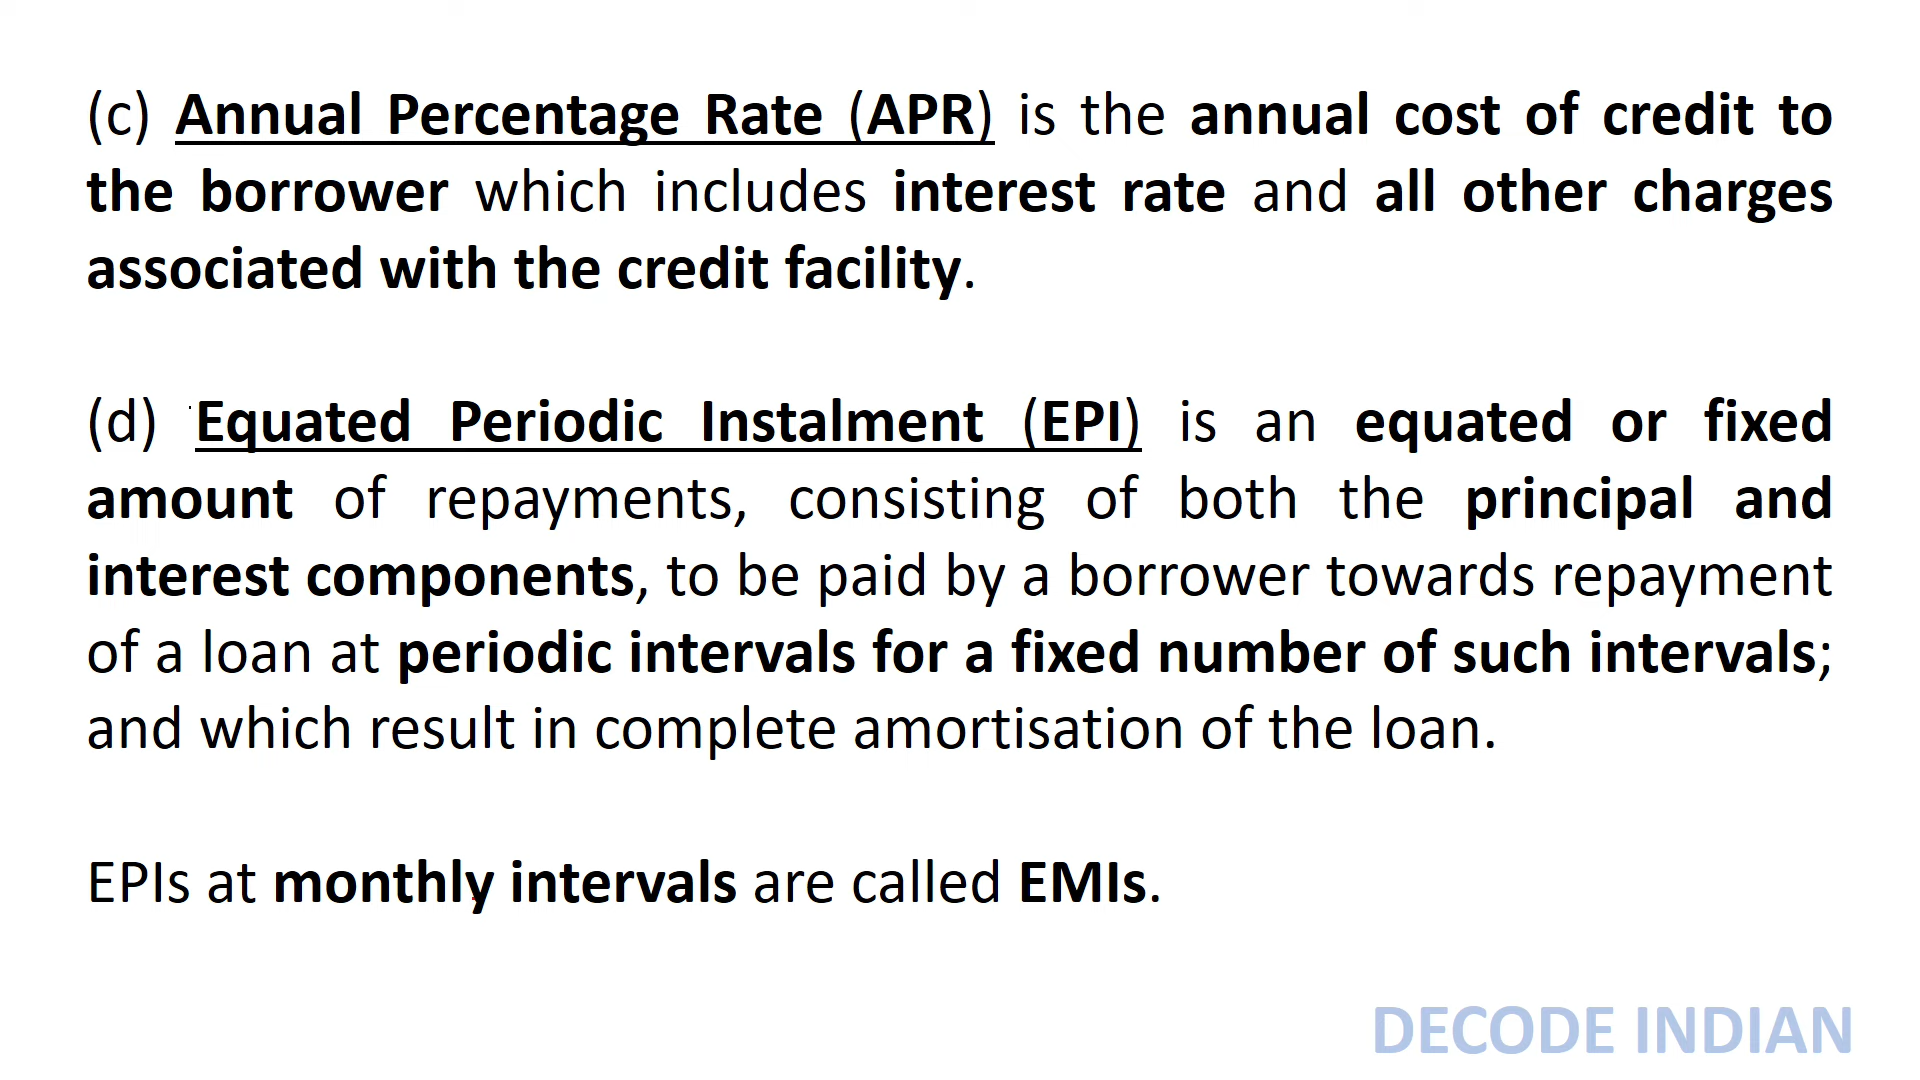 (c) Annual Percentage Rate (APR) is the annual cost of credit to
the borrower which includes interest rate and all other charges
associated with the credit facility.
(d) Equated Periodic Instalment (EPI) is an equated or fixed
amount of repayments, consisting of both the principal and
interest components, to be paid by a borrower towards repayment
of a loan at periodic intervals for a fixed number of such intervals;
and which result in complete amortisation of the loan.
EPIs at monthly intervals are called EMIs.
DECODE INDIAN